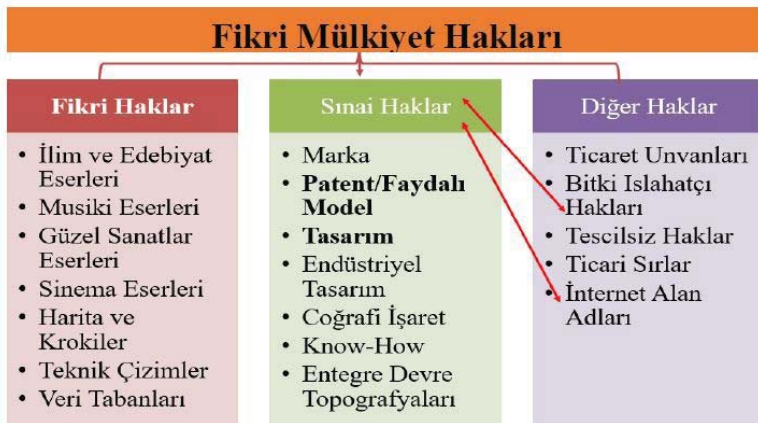 Fikri Mülkiyet Hakları
Fikri Haklar
• İlim ve Edebiyat
Eserleri
• Musiki Eserleri
• Güzel Sanatlar
Eserleri
• Sinema Eserleri
• Harita ve
Krokiler
• Teknik Çizimler
• Veri Tabanları
Sınai Haklar
• Marka
• Patent/Faydalı
Model
• Tasarım
• Endüstriyel
Tasarım
• Coğrafi İşaret
• Know-How
• Entegre Devre
Topografyaları
Diğer Haklar
• Ticaret Unvanları
• Bitki Islahatçı
Hakları
• Tescilsiz Haklar
• Ticari Sırlar
• İnternet Alan
Adları